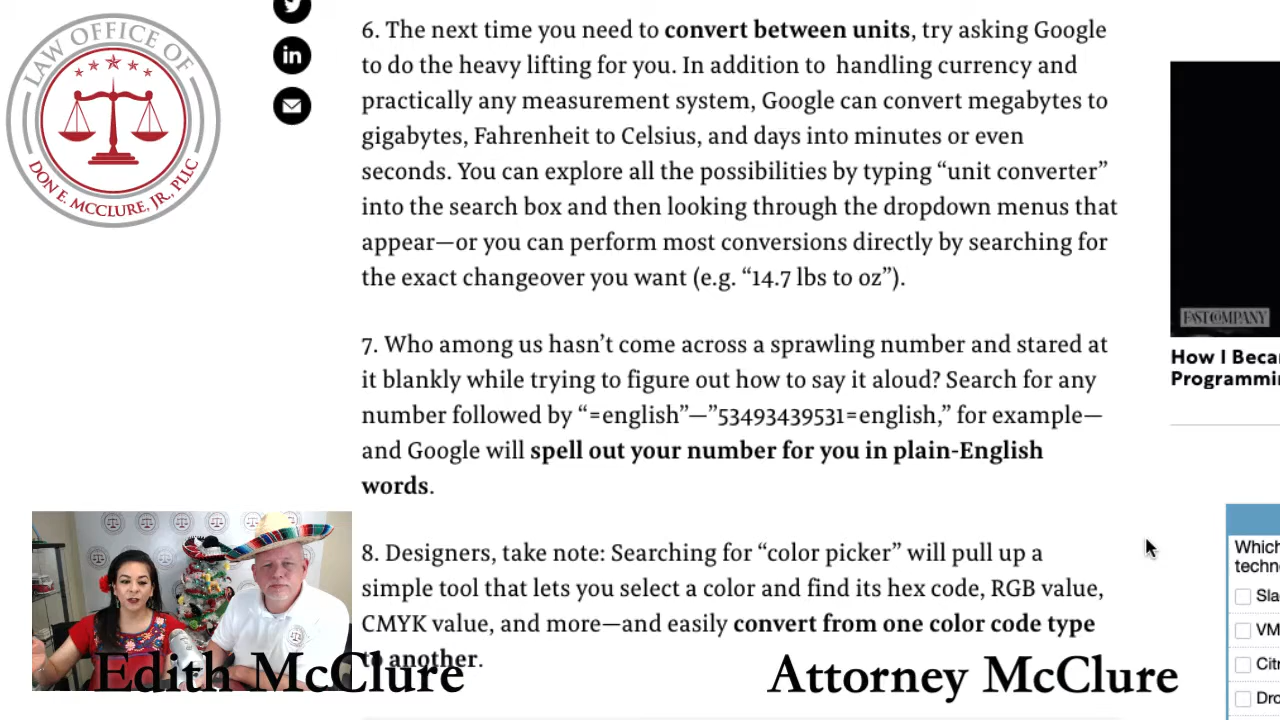 LAW OFFICE OF
DON E. MCCLURE, JR., PLLC
6. The next time you need to convert between units, try asking Google
to do the heavy lifting for you. In addition to handling currency and
practically any measurement system, Google can convert megabytes to
gigabytes, Fahrenheit to Celsius, and days into minutes or even
seconds. You can explore all the possibilities by typing “unit converter”
into the search box and then looking through the dropdown menus that
appear—or you can perform most conversions directly by searching for
the exact changeover you want (e.g. “14.7 lbs to oz”).
7. Who among us hasn’t come across a sprawling number and stared at
it blankly while trying to figure out how to say it aloud? Search for any
number followed by “=english”—”53493439531=english,” for example—
and Google will spell out your number for you in plain-English
words.
8. Designers, take note: Searching for “color picker” will pull up a
simple tool that lets you select a color and find its hex code, RGB value,
CMYK value, and more—and easily convert from one color code type
to another.
in
FAST COMPANY
How I Beca
Programmi
Which
techn
Sla
VM
Citr
Dro
Edith McClure
Attorney McClure